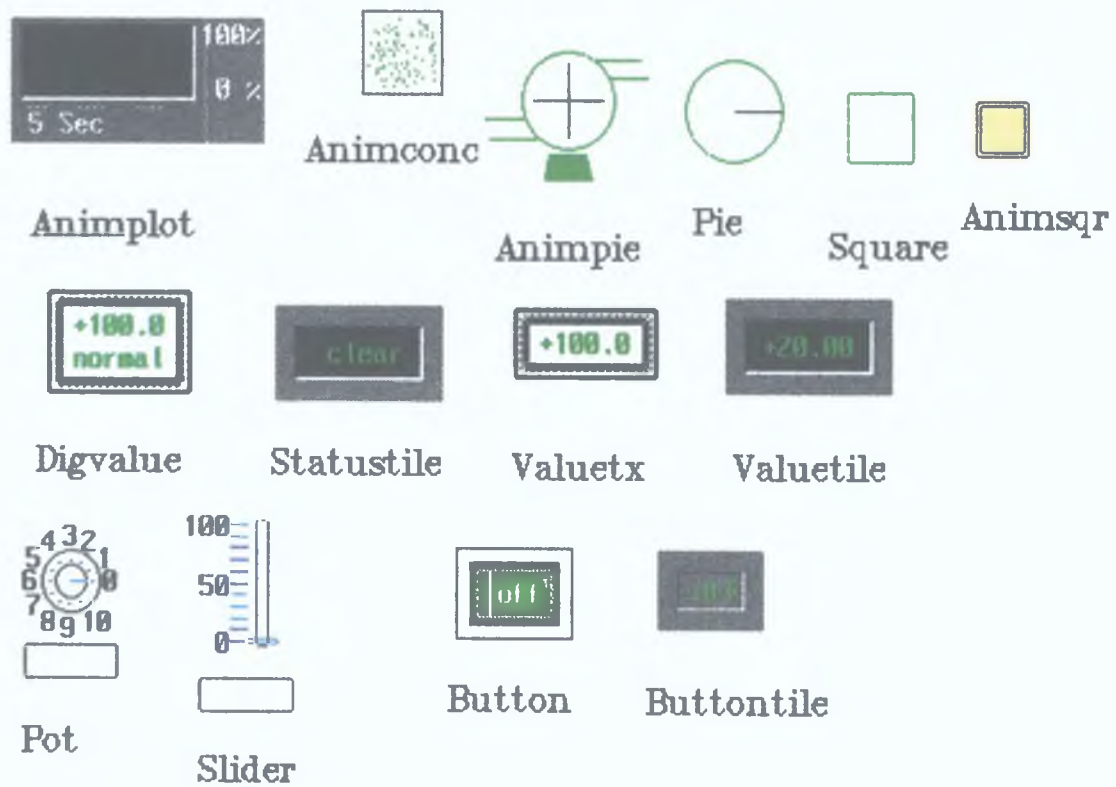 100%
0 %
5 Sec
Animplot
Animconc
Animpie
Pie
Square
Animsqr
+100.0
normal
Digvalue
clear
Statustile
+100.0
Valuetx
+20.00
Valuetile
4 3 2
5 1
6 0
7
8 9 10
Pot
100
50
0
Slider
off
Button
Buttontile